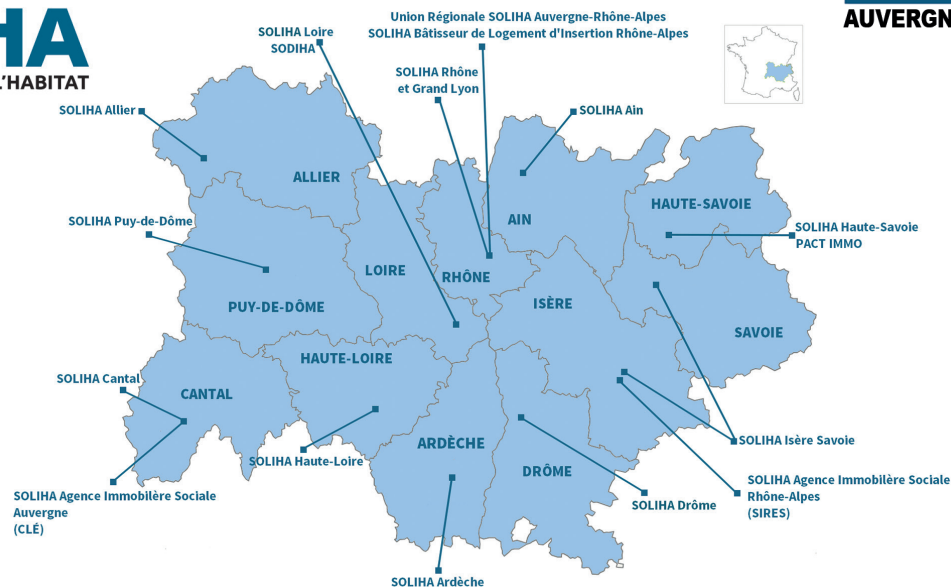 HA
L'HABITAT
AUVERGN
Union Régionale SOLIHA Auvergne-Rhône-Alpes
SOLIHA Bâtisseur de Logement d'Insertion Rhône-Alpes
SOLIHA Loire
SODIHA
SOLIHA Rhône
et Grand Lyon
SOLIHA Allier
SOLIHA Ain
ALLIER
HAUTE-SAVOIE
SOLIHA Puy-de-Dôme
AIN
SOLIHA Haute-Savoie
PACT IMMO
LOIRE
RHÔNE
PUY-DE-DÔME
ISÈRE
SAVOIE
HAUTE-LOIRE
SOLIHA Cantal
CANTAL
ARDÈCHE
SOLIHA Isère Savoie
SOLIHA Haute-Loire
DRÔME
SOLIHA Agence Immobilère Sociale
Auvergne
(CLÉ)
SOLIHA Drôme
SOLIHA Agence Immobilère Sociale
Rhône-Alpes
(SIRES)
SOLIHA Ardèche